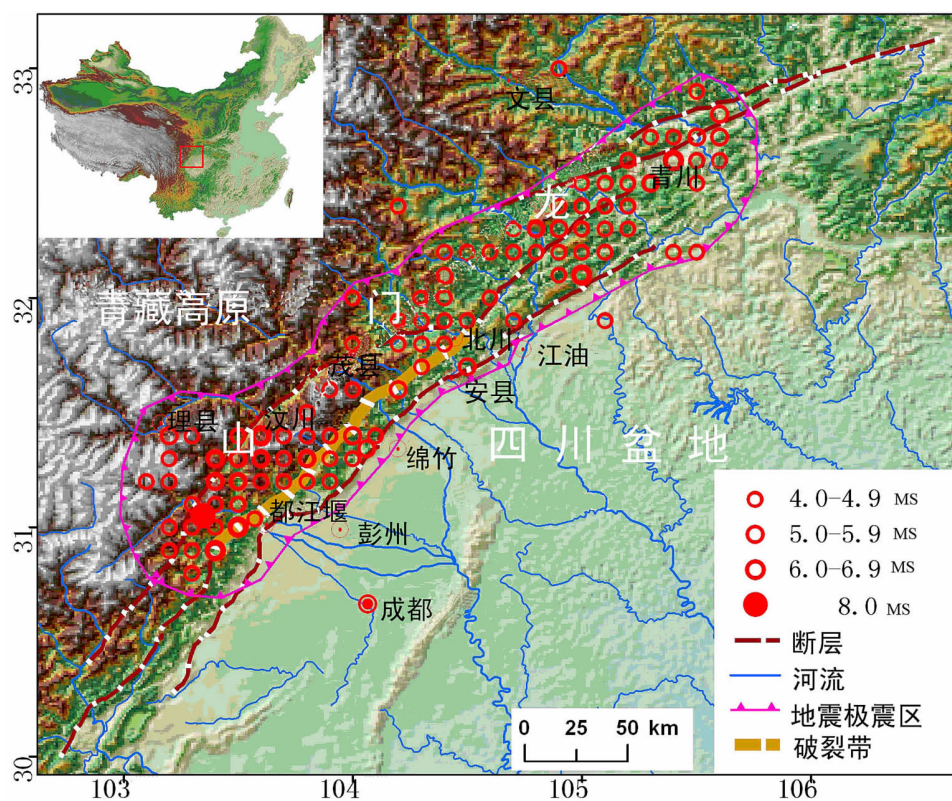 33
文县
青川
龙
32
青藏高原
门
北川
江油
茂县
安县
理县
汶川
山
绵竹
四川盆地
都江堰
31
彭州
成都
4.0-4.9 MS
5.0-5.9 MS
6.0-6.9 MS
8.0 MS
断层
河流
地震极震区
破裂带
0 25 50 km
30
103 104 105 106